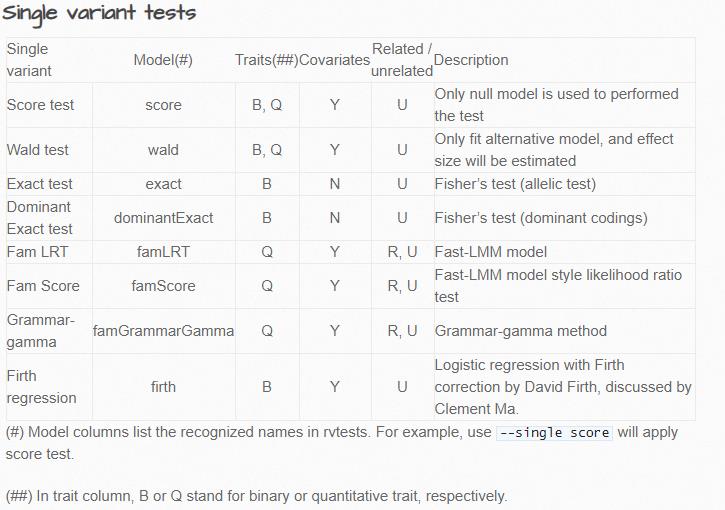 Single variant tests
Single variant Model(#) Traits(##) Covariates Related / unrelated Description
Score test score B, Q Y U Only null model is used to performed the test
Wald test wald B, Q Y U Only fit alternative model, and effect size will be estimated
Exact test exact B N U Fisher’s test (allelic test)
Dominant Exact test dominantExact B N U Fisher’s test (dominant codings)
Fam LRT famLRT Q Y R, U Fast-LMM model
Fam Score famScore Q Y R, U Fast-LMM model style likelihood ratio test
Grammar-gamma famGrammarGamma Q Y R, U Grammar-gamma method
Firth regression firth B Y U Logistic regression with Firth correction by David Firth, discussed by Clement Ma.
(#) Model columns list the recognized names in rvtests. For example, use --single score will apply
score test.
(##) In trait column, B or Q stand for binary or quantitative trait, respectively.